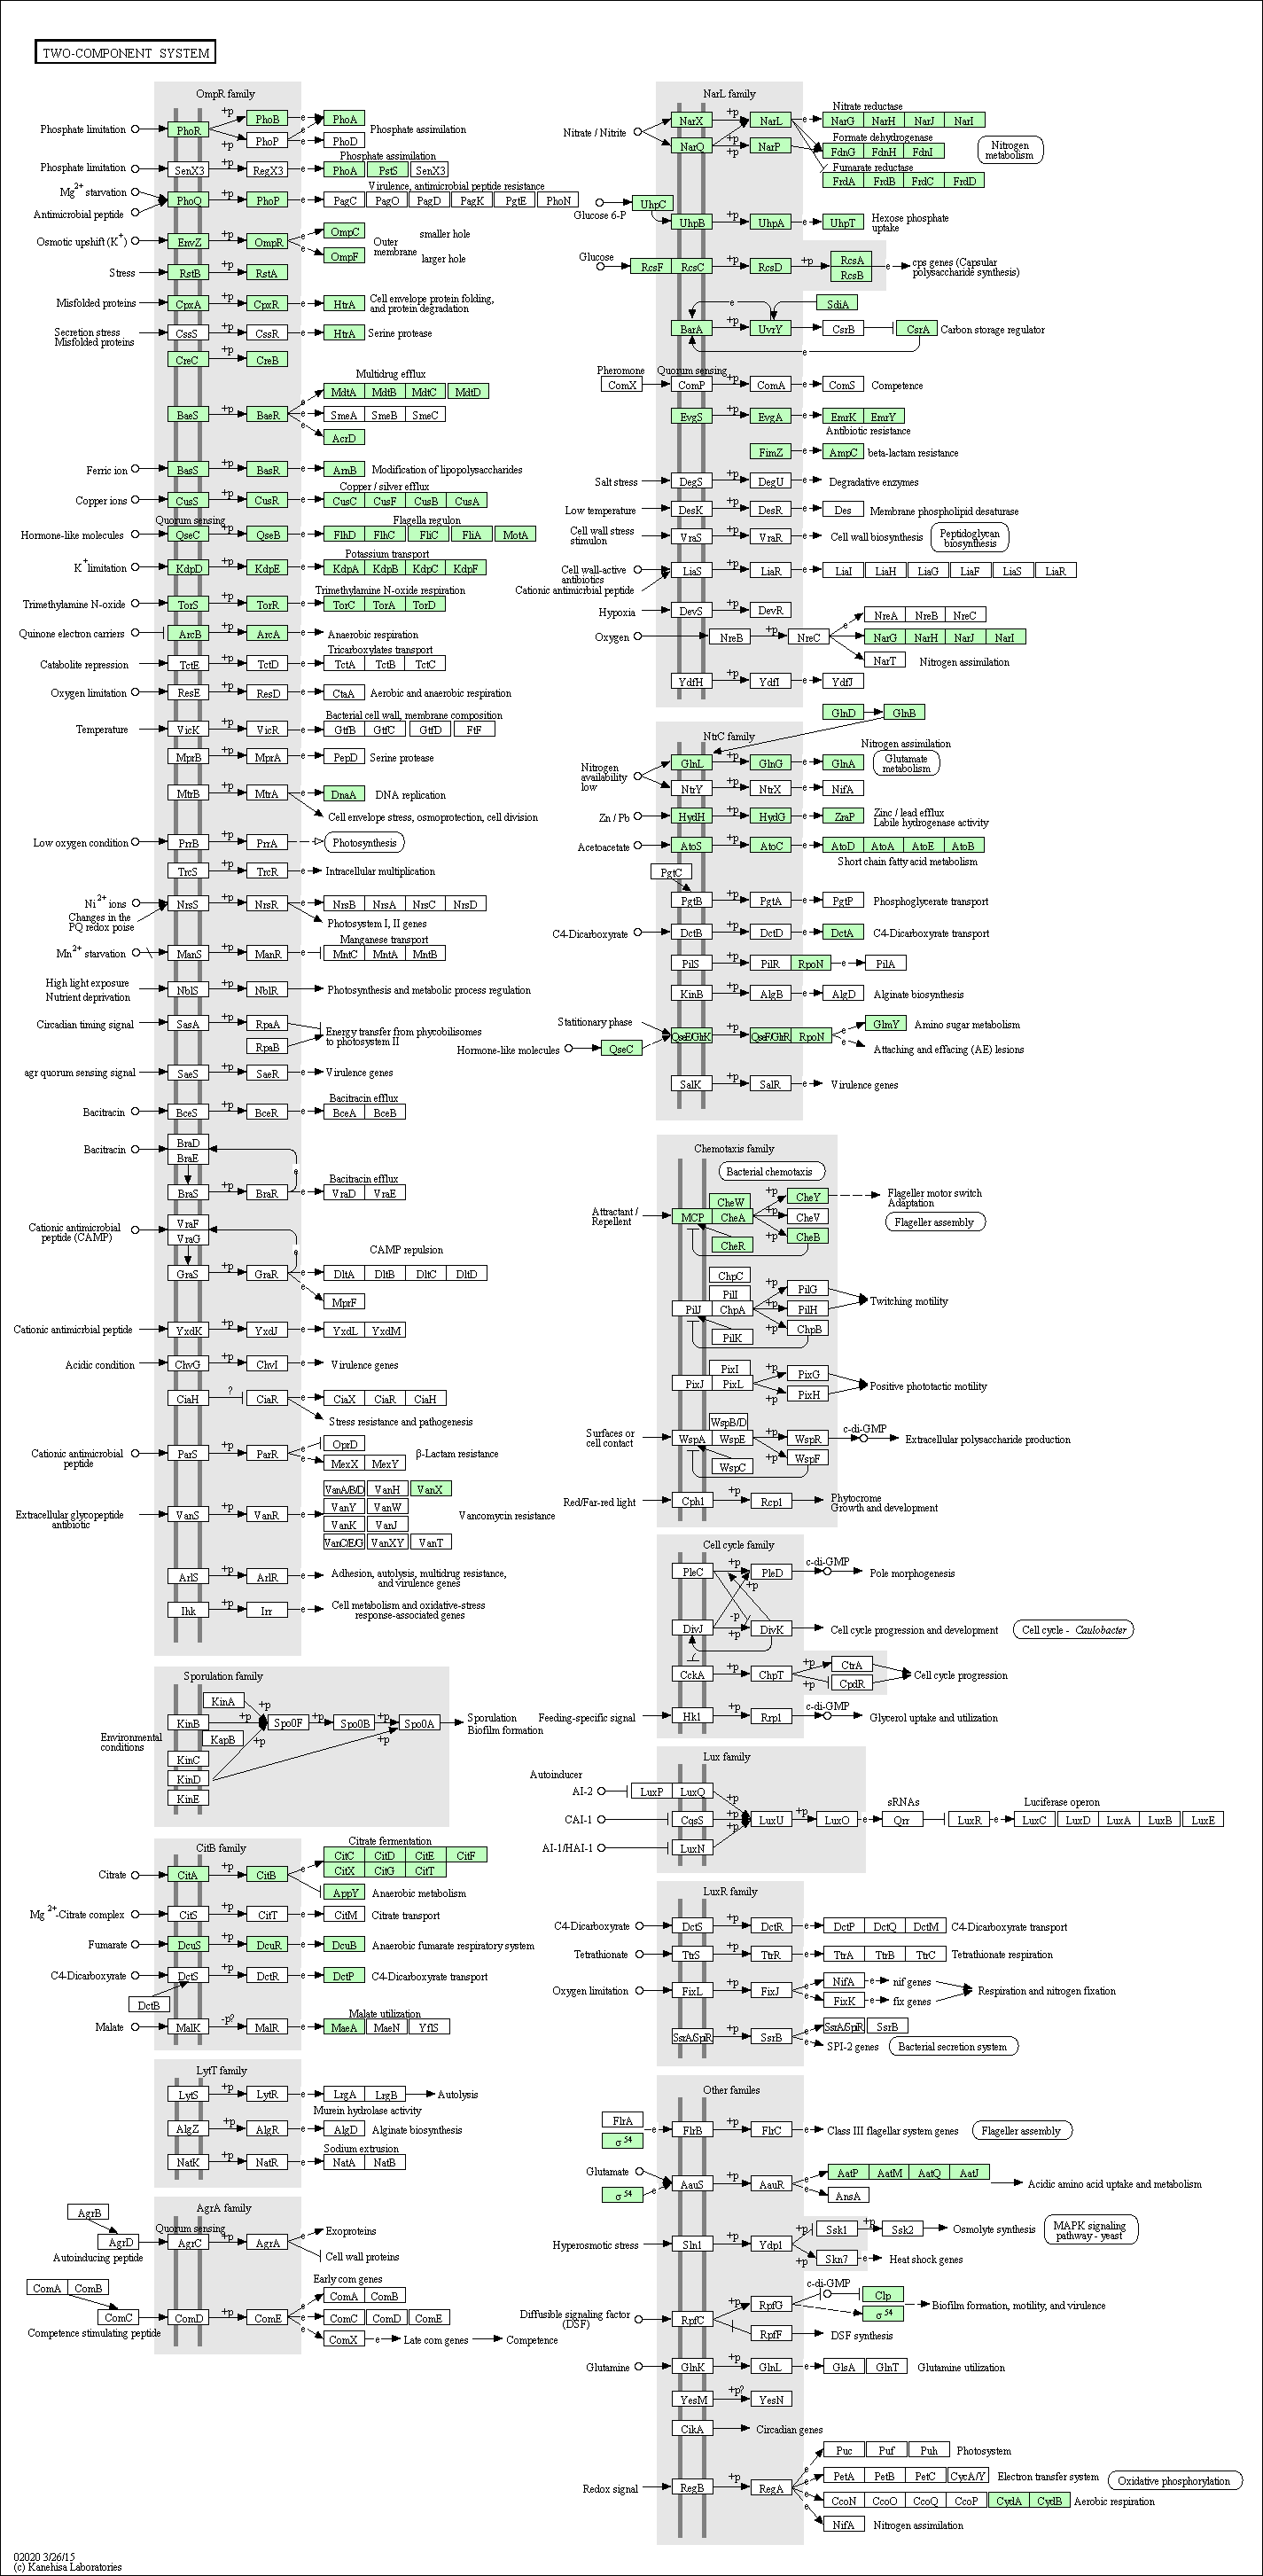 TWO-COMPONENT SYSTEM
OmpR family
Phosphate limitation PhoR +p PhoB e PhoA
+p PhoP e PhoD Phosphate assimilation
Phosphate assimilation
Phosphate limitation SenX3 +p RegX3 e PhoA PstS SenX3
Virulence, antimicrobial peptide resistance
Mg2+ starvation
Antimicrobial peptide PhoQ +p PhoP e PagC PagO PagD PagK PgtE PhoN
Osmotic upshift (K+) EnvZ +p OmpR e OmpC smaller hole
e OmpF Outer membrane larger hole
Stress RstB +p RstA
Misfolded proteins CpxA +p CpxR e HtrA Cell envelope protein folding, and protein degradation
Secretion stress
Misfolded proteins CssS +p CssR e HtrA Serine protease
CreC +p CreB
Multidrug efflux
MdtA MdtB MdtC MdtD
BaeS +p BaeR e SmeA SmeB SmeC
AcrD
Ferric ion BasS +p BasR e ArnB Modification of lipopolysaccharides
Copper / silver efflux
Copper ions CusS +p CusR e CusC CusF CusB CusA
Quorum sensing Flagella regulon
Hormone-like molecules QseC +p QseB e FlhD FlhC FliC FliA MotA
Potassium transport
K+ limitation KdpD +p KdpE e KdpA KdpB KdpC KdpF
Trimethylamine N-oxide respiration
Trimethylamine N-oxide TorS +p TorR e TorC TorA TorD
Quinone electron carriers ArcB +p ArcA e Anaerobic respiration
Tricarboxylates transport
Catabolite repression TctE +p TctD e TctA TctB TctC
Oxygen limitation ResE +p ResD e CtaA Aerobic and anaerobic respiration
Bacterial cell wall, membrane composition
Temperature VicK +p VicR e GtfB GtfC GtfD FtF
MprB +p MprA e PepD Serine protease
MtrB +p MtrA e DnaA DNA replication
Cell envelope stress, osmoprotection, cell division
Low oxygen condition PrrB +p PrrA Photosynthesis
TrcS +p TrcR e Intracellular multiplication
Ni2+ ions NrsS +p NrsR e NrsB NrsA NrsC NrsD
Changes in the
PQ redox poise Photosystem I, II genes
Manganese transport
Mn2+ starvation ManS +p ManR e MntC MntA MntB
High light exposure
Nutrient deprivation NblS +p NblR Photosynthesis and metabolic process regulation
Circadian timing signal SasA +p RpaA
RpaB Energy transfer from phycobilisomes to photosystem II
agr quorum sensing signal SaeS +p SaeR e Virulence genes
Bacitracin efflux
Bacitracin BceS +p BceR e BceA BceB
Bacitracin BraD
BraE e
Bacitracin efflux
BraS +p BraR e VraD VraE
Cationic antimicrobial
peptide (CAMP) VraF
VraG e
CAMP repulsion
GraS +p GraR e DltA DltB DltC DltD
e MprF
Cationic antimicrbial peptide YxdK +p YxdJ e YxdL YxdM
Acidic condition ChvG +p ChvI e Virulence genes
CiaH ? CiaR e CiaX CiaR CiaH
Stress resistance and pathogenesis
Cationic antimicrobial
peptide ParS +p ParR e OprD
e MexX MexY β-Lactam resistance
VanA/B/D VanH VanX
VanY VanW
Extracellular glycopeptide
antibiotic VanS +p VanR e VanK VanJ Vancomycin resistance
VanC/E/G VanXY VanT
ArlS +p ArlR e Adhesion, autolysis, multidrug resistance, and virulence genes
Ihk +p Irr e Cell metabolism and oxidative-stress response-associated genes
Sporulation family
KinA +p
KinB +p Spo0F +p Spo0B +p Spo0A Sporulation
Biofilm formation
KapB +p +p
Environmental
conditions
KinC
KinD
KinE
CitB family
Citrate fermentation
CitC CitD CitE CitF
CitX CitG CitT
Citrate CitA +p CitB e
AppY Anaerobic metabolism
Mg 2+-Citrate complex CitS +p CitT e CitM Citrate transport
Fumarate DcuS +p DcuR e DcuB Anaerobic fumarate respiratory system
C4-Dicarboxyrate DctS +p DctR e DctP C4-Dicarboxyrate transport
DctB
Malate utilization
Malate MalK -p? MalR e MaeA MaeN YflS
LytT family
LytS +p LytR e LrgA LrgB Autolysis
Murein hydrolase activity
AlgZ +p AlgR e AlgD Alginate biosynthesis
Sodium extrusion
NatK +p NatR e NatA NatB
AgrA family
AgrB
Quorum sensing
AgrD AgrC +p AgrA e Exoproteins
Autoinducing peptide e Cell wall proteins
Early com genes
ComA ComB ComA ComB
ComC ComD +p ComE e ComC ComD ComE
Competence stimulating peptide
e ComX e Late com genes Competence
NarL family
Nitrate reductase
NarX +p NarL e NarG NarH NarJ NarI
Nitrate / Nitrite
Formate dehydrogenase
NarQ +p NarP FdnG FdnH FdnI
Nitrogen metabolism
Fumarate reductase
FrdA FrdB FrdC FrdD
UhpC
Glucose 6-P
UhpB +p UhpA e UhpT Hexose phosphate uptake
Glucose
RcsF RcsC +p RcsD +p RcsA
RcsB e cps genes (Capsular polysaccharide synthesis)
e SdiA
BarA +p UvrY e CsrB CsrA Carbon storage regulator
e
Pheromone Quorum sensing
ComX ComP +p ComA e ComS Competence
EvgS +p EvgA e EmrK EmrY
Antibiotic resistance
FimZ e AmpC beta-lactam resistance
Salt stress DegS +p DegU e Degradative enzymes
Low temperature DesK +p DesR e Des Membrane phospholipid desaturase
Cell wall stress
stimulon VraS +p VraR e Cell wall biosynthesis Peptidoglycan biosynthesis
Cell wall-active
antibiotics LiaS +p LiaR e LiaI LiaH LiaG LiaF LiaS LiaR
Cationic antimicrbial peptide
Hypoxia DevS +p DevR
NreA NreB NreC
Oxygen NreB +p NreC e NarG NarH NarJ NarI
NarT Nitrogen assimilation
YdfH +p YdfI e YdfJ
GlnD GlnB
NtrC family
Nitrogen assimilation
Nitrogen
availability
low GlnL +p GlnG e GlnA Glutamate metabolism
NtrY +p NtrX e NifA
Zn / Pb HydH +p HydG e ZraP Zinc / lead efflux
Labile hydrogenase activity
Acetoacetate AtoS +p AtoC e AtoD AtoA AtoE AtoB
Short chain fatty acid metabolism
PgtC
PgtB +p PgtA e PgtP Phosphoglycerate transport
C4-Dicarboxyrate DctB +p DctD e DctA C4-Dicarboxyrate transport
PilS +p PilR RpoN e PilA
KinB +p AlgB e AlgD Alginate biosynthesis
Statitionary phase
QseE/GlrK +p QseF/GlrR RpoN e GlmY Amino sugar metabolism
Hormone-like molecules QseC e Attaching and effacing (AE) lesions
SalK +p SalR e Virulence genes
Chemotaxis family
Bacterial chemotaxis
CheW +p CheY Flageller motor switch
Adaptation
Attractant /
Repellent MCP CheA +p CheV Flageller assembly
CheR +p CheB
ChpC
PilI +p PilG
PilJ ChpA +p PilH Twitching motility
PilK +p ChpB
PixI +p PixG
PixJ PixL +p PixH Positive phototactic motility
WspB/D c-di-GMP
Surfaces or
cell contact WspA WspE +p WspR Extracellular polysaccharide production
WspC +p WspF
Red/Far-red light Cph1 +p Rcp1 Phytocrome
Growth and development
Cell cycle family
PleC +p PleD c-di-GMP Pole morphogenesis
+p
-p
DivJ +p DivK Cell cycle progression and development Cell cycle - Caulobacter
CckA +p ChpT +p CtrA
+p CpdR Cell cycle progression
Feeding-specific signal Hk1 +p Rrp1 c-di-GMP Glycerol uptake and utilization
Lux family
Autoinducer
AI-2 LuxP LuxQ +p sRNAs Luciferase operon
CAI-1 CqsS +p LuxU +p LuxO e Qrr LuxR e LuxC LuxD LuxA LuxB LuxE
AI-1/HAI-1 LuxN +p
LuxR family
C4-Dicarboxyrate DctS +p DctR e DctP DctQ DctM C4-Dicarboxyrate transport
Tetrathionate TtrS +p TtrR e TtrA TtrB TtrC Tetrathionate respiration
Oxygen limitation FixL +p FixJ e NifA e nif genes
e FixK e fix genes Respiration and nitrogen fixation
SsrA/SpiR +p SsrB e SsrA/SpiR SsrB
e SPI-2 genes Bacterial secretion system
Other familes
FlrA
σ54 e FlrB +p FlrC e Class III flagellar system genes Flageller assembly
Glutamate AauS +p AauR e AatP AatM AatQ AatJ Acidic amino acid uptake and metabolism
σ54 e e AnsA
Hyperosmotic stress Sln1 +p Ydp1 +p Ssk1 +p Ssk2 Osmolyte synthesis MAPK signaling pathway - yeast
+p Skn7 e Heat shock genes
c-di-GMP
Diffusible signaling factor
(DSF) RpfC +p RpfG Clp
σ54 Biofilm formation, motility, and virulence
RpfF DSF synthesis
Glutamine GlnK +p GlnL e GlsA GlnT Glutamine utilization
YesM +p? YesN
CikA Circadian genes
Puc Puf Puh Photosystem
Redox signal RegB +p RegA e PetA PetB PetC CycA/Y Electron transfer system Oxidative phosphorylation
e CcoN CcoO CcoQ CcoP CydA CydB Aerobic respiration
e NifA Nitrogen assimilation
02020 3/26/15
(c) Kanehisa Laboratories